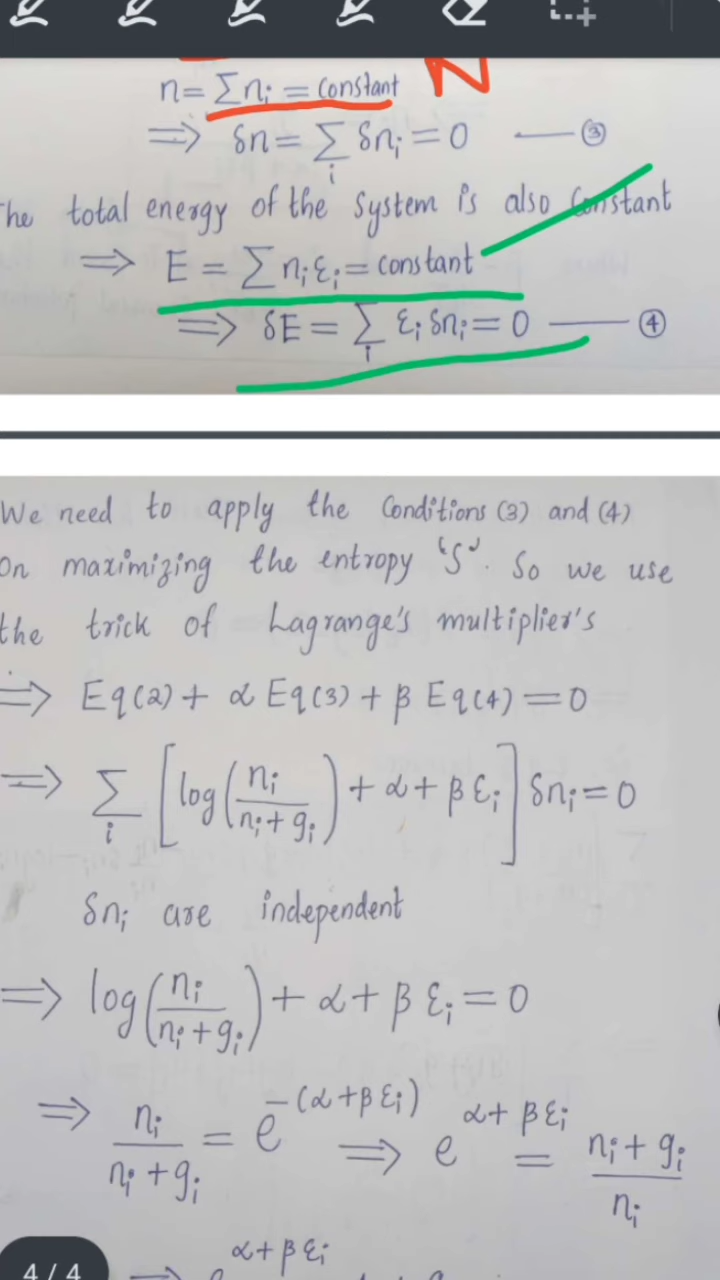 N
n = Σnᵢ = Constant
⟹ δn = Σᵢ δnᵢ = 0 —— ③
The total energy of the System is also Constant
⟹ E = Σnᵢεᵢ = constant
⟹ δE = Σᵢ εᵢ δnᵢ = 0 —— ④
We need to apply the Conditions (3) and (4)
On maximizing the entropy 'S'. So we use
the trick of Lagrange's multiplier's
⟹ Eq(2) + α Eq(3) + β Eq(4) = 0
⟹ Σᵢ [log(nᵢ/(nᵢ + gᵢ)) + α + βεᵢ] δnᵢ = 0
δnᵢ are independent
⟹ log(nᵢ/(nᵢ + gᵢ)) + α + β εᵢ = 0
⟹ nᵢ/(nᵢ + gᵢ) = e^-(α + βεᵢ) ⟹ e^(α + βεᵢ) = (nᵢ + gᵢ)/nᵢ
α + βεᵢ
4 / 4